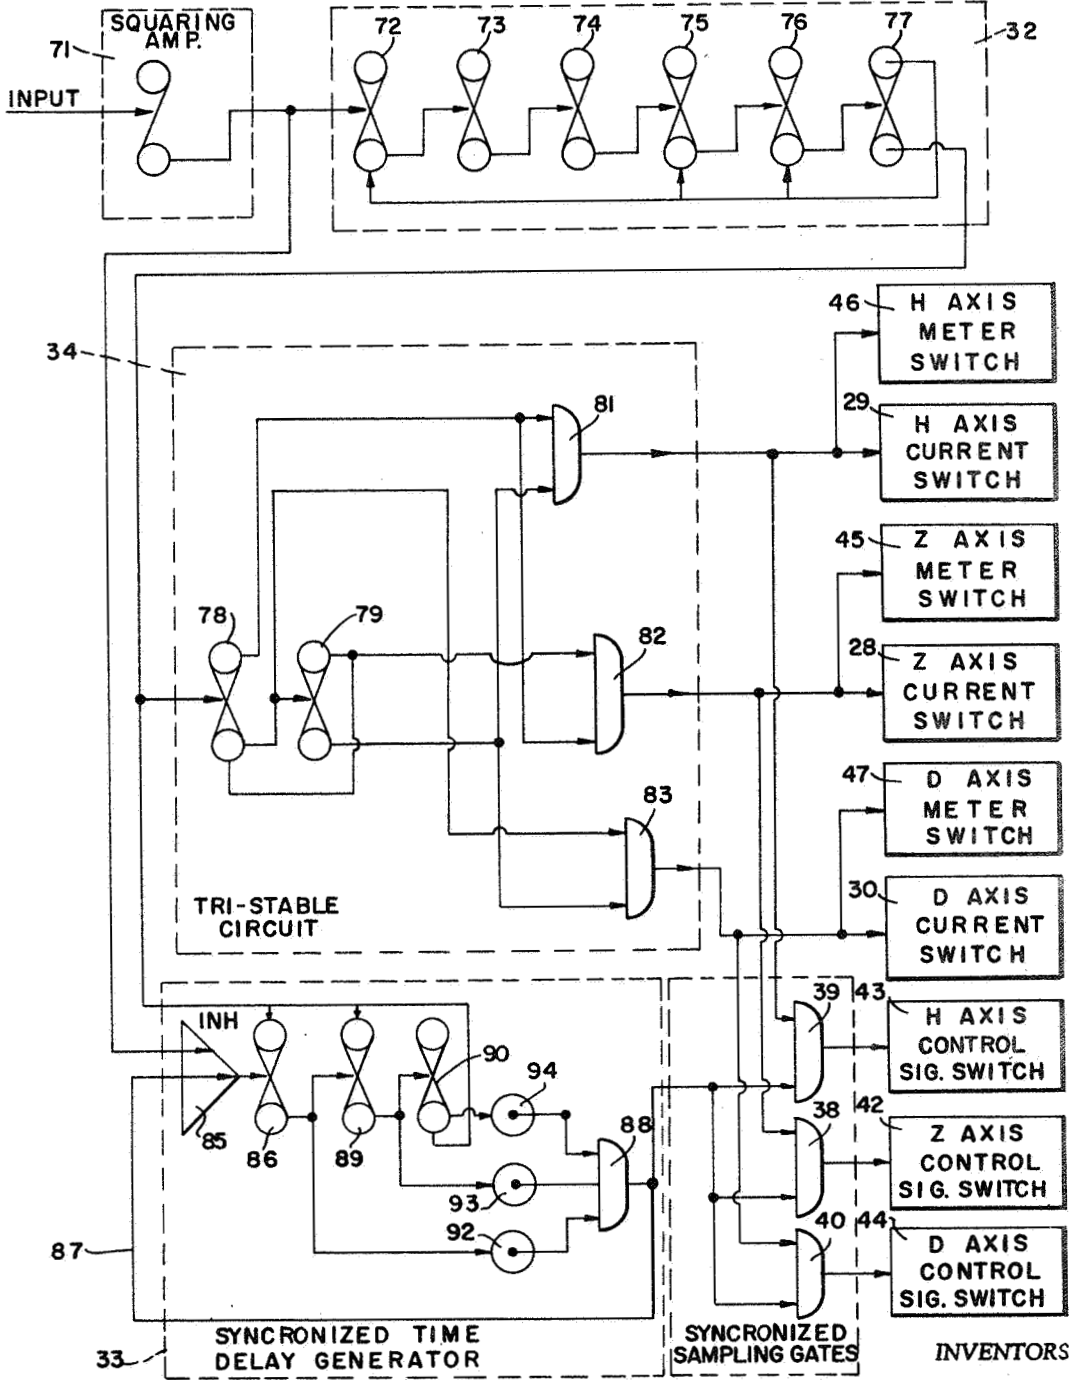 SQUARING
AMP.
71
INPUT
72
73
74
75
76
77
32
34
46
H AXIS
METER
SWITCH
29
H AXIS
CURRENT
SWITCH
81
45
Z AXIS
METER
SWITCH
78
79
82
28
Z AXIS
CURRENT
SWITCH
47
D AXIS
METER
SWITCH
83
30
D AXIS
CURRENT
SWITCH
TRI-STABLE
CIRCUIT
INH
39
43
H AXIS
CONTROL
SIG. SWITCH
90
94
85
86
89
88
38
42
Z AXIS
CONTROL
SIG. SWITCH
93
92
87
40
44
D AXIS
CONTROL
SIG. SWITCH
33
SYNCRONIZED TIME
DELAY GENERATOR
SYNCRONIZED
SAMPLING GATES
INVENTORS